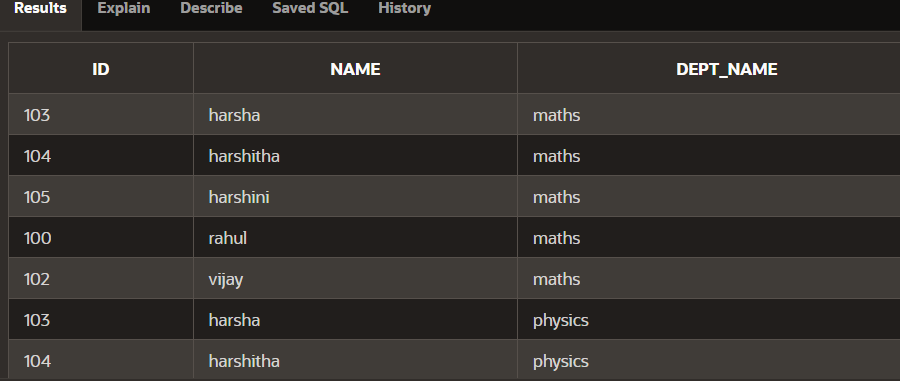 Results Explain Describe Saved SQL History
ID NAME DEPT_NAME
103 harsha maths
104 harshitha maths
105 harshini maths
100 rahul maths
102 vijay maths
103 harsha physics
104 harshitha physics